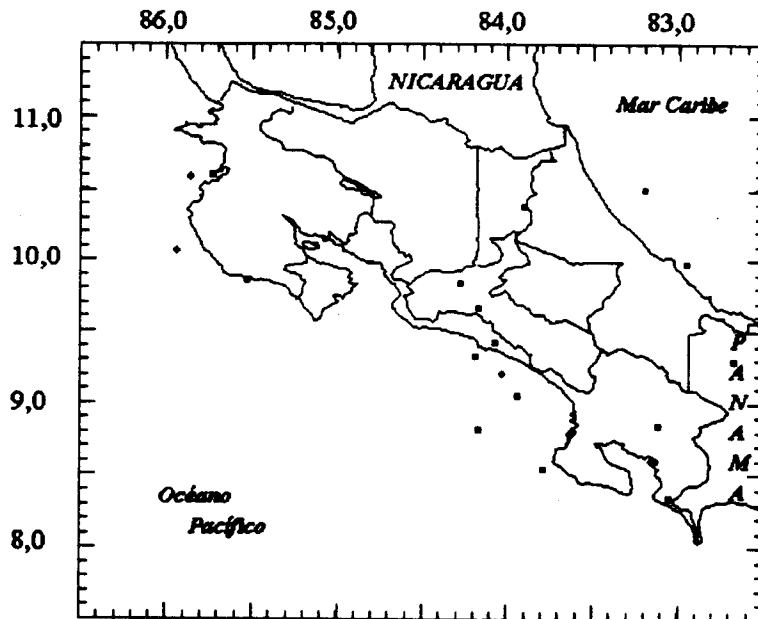 86,0 85,0 84,0 83,0
NICARAGUA
Mar Caribe
11,0
10,0
9,0
8,0
P
A
N
A
M
A
Océano
Pacífico